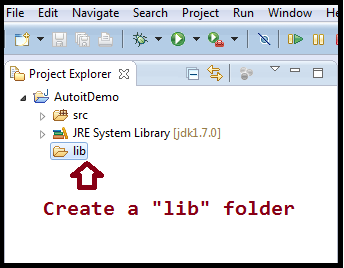 File Edit Navigate Search Project Run Window Help
Project Explorer
AutoitDemo
src
JRE System Library [jdk1.7.0]
lib
Create a "lib" folder